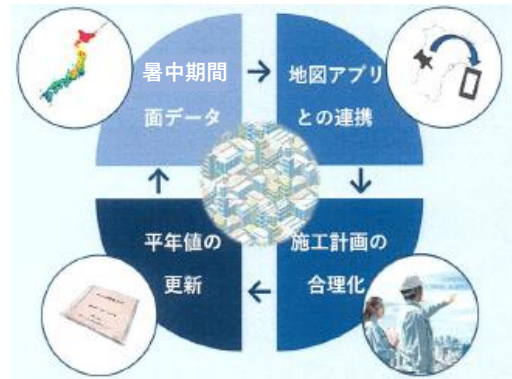 暑中期間
面データ
地図アプリ
との連携
施工計画の
合理化
平年値の
更新